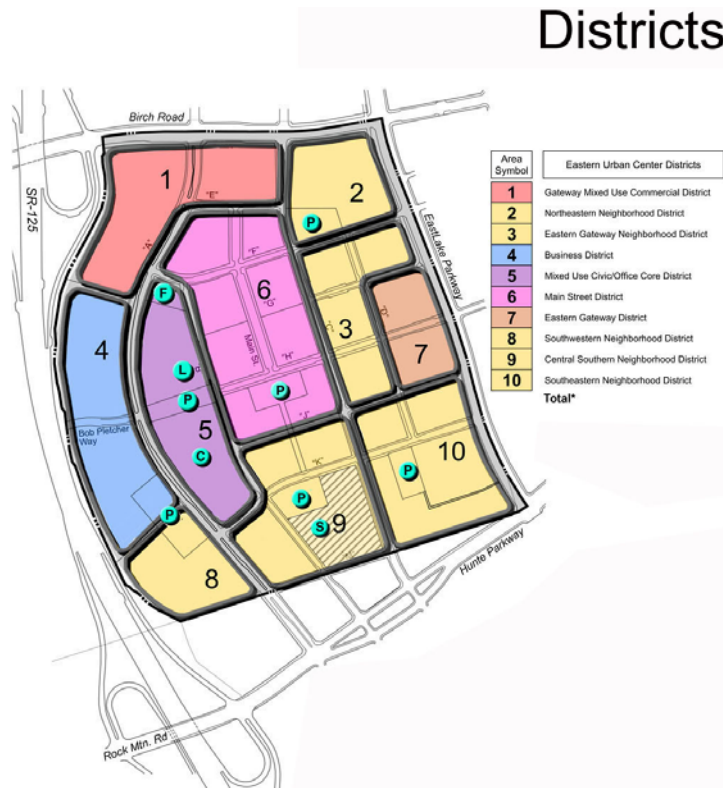 Districts
Birch Road
SR-125
EastLake Parkway
1
"E"
"A"
2
P
"F"
6
"G"
Main St.
"H"
P
"J"
F
4
L
P
5
C
Bob Pletcher
Way
3
"D"
7
"K"
P
S
9
10
P
P
8
Hunte Parkway
Rock Mtn. Rd
Area
Symbol
Eastern Urban Center Districts
1 Gateway Mixed Use Commercial District
2 Northeastern Neighborhood District
3 Eastern Gateway Neighborhood District
4 Business District
5 Mixed Use Civic/Office Core District
6 Main Street District
7 Eastern Gateway District
8 Southwestern Neighborhood District
9 Central Southern Neighborhood District
10 Southeastern Neighborhood District
Total*